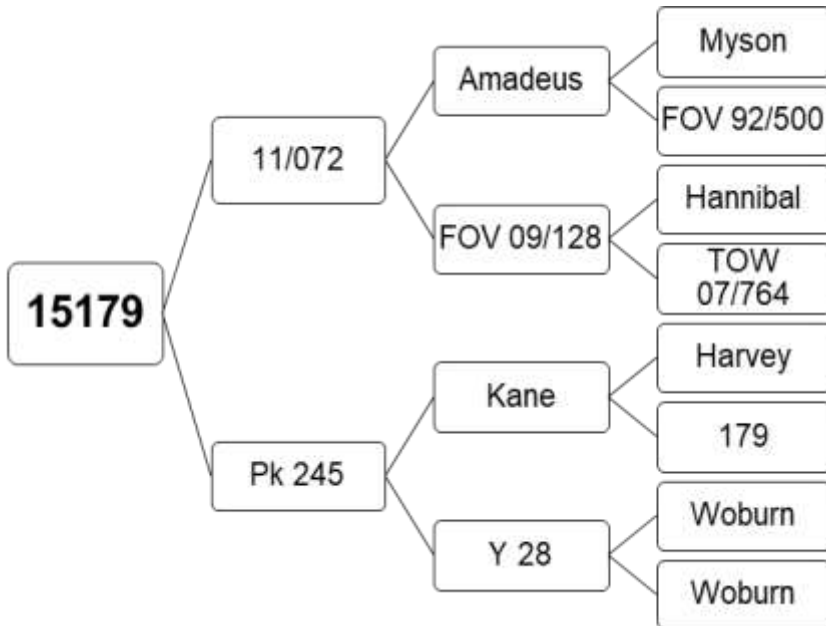 Myson
Amadeus
FOV 92/500
11/072
Hannibal
FOV 09/128
TOW
07/764
15179
Harvey
Kane
179
Pk 245
Woburn
Y 28
Woburn